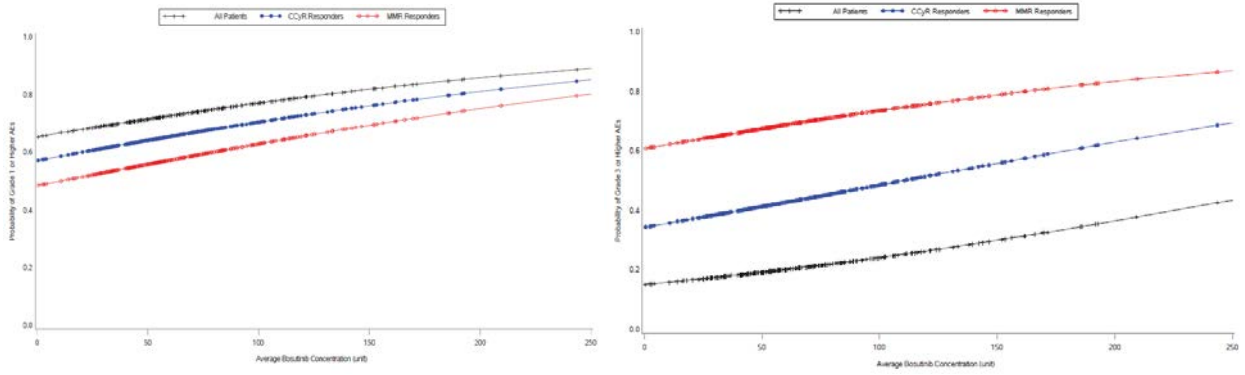 All Patients CCyR Responders MMR Responders
1.0
0.8
0.6
0.4
0.2
0.0
Probability of Grade 1 or Higher AEs
0 50 100 150 200 250
Average Bosutinib Concentration (unit)
All Patients CCyR Responders MMR Responders
1.0
0.8
0.6
0.4
0.2
0.0
Probability of Grade 3 or Higher AEs
0 50 100 150 200 250
Average Bosutinib Concentration (unit)